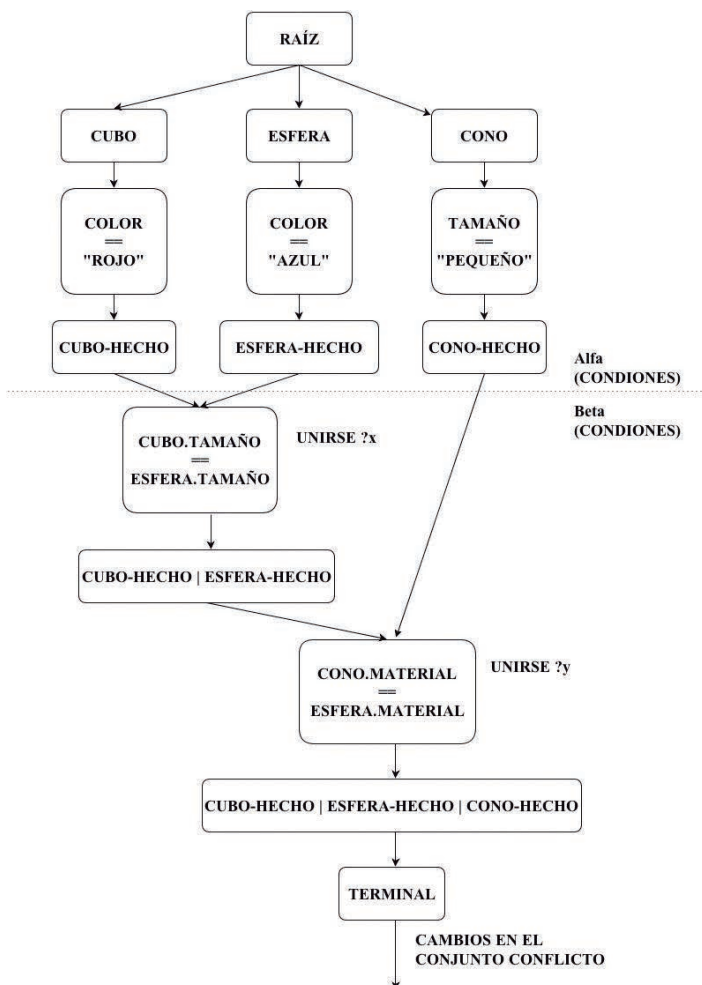 RAÍZ
CUBO
ESFERA
CONO
COLOR
==
"ROJO"
COLOR
==
"AZUL"
TAMAÑO
==
"PEQUEÑO"
CUBO-HECHO
ESFERA-HECHO
CONO-HECHO
Alfa
(CONDIONES)
Beta
(CONDIONES)
CUBO.TAMAÑO
==
ESFERA.TAMAÑO
UNIRSE ?x
CUBO-HECHO | ESFERA-HECHO
CONO.MATERIAL
==
ESFERA.MATERIAL
UNIRSE ?y
CUBO-HECHO | ESFERA-HECHO | CONO-HECHO
TERMINAL
CAMBIOS EN EL
CONJUNTO CONFLICTO